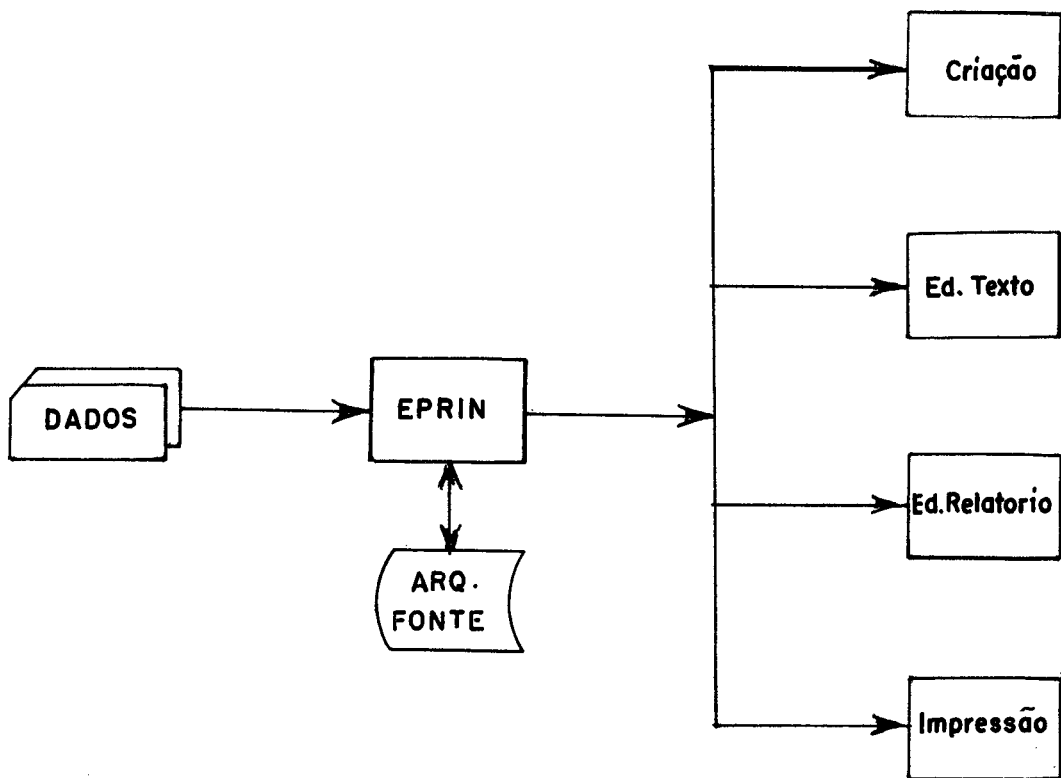 Criação
Ed. Texto
DADOS
EPRIN
Ed.Relatorio
ARQ.
FONTE
Impressão